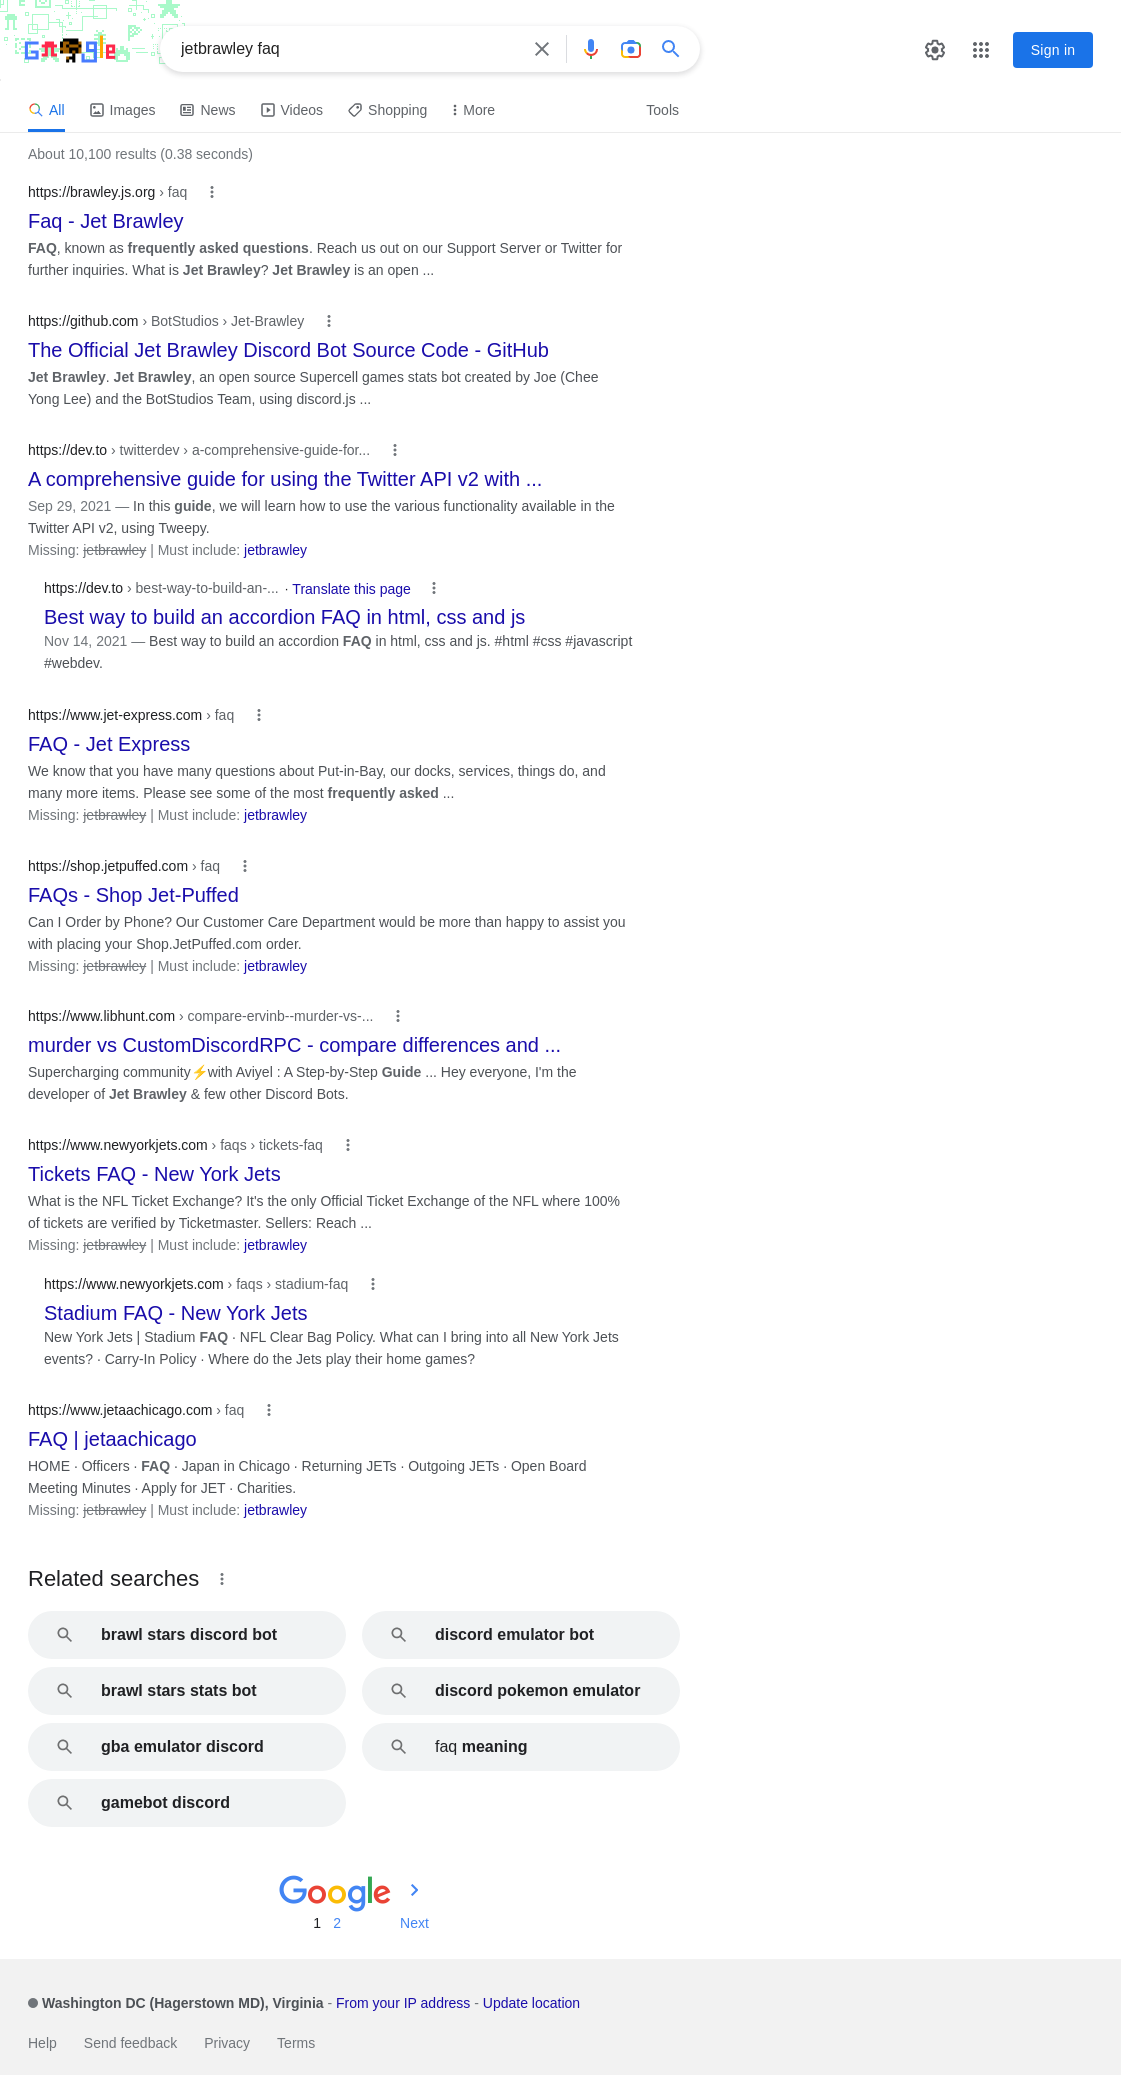 Google
jetbrawley faq
Sign in
All Images News Videos Shopping More Tools
About 10,100 results (0.38 seconds)
https://brawley.js.org › faq
Faq - Jet Brawley
FAQ, known as frequently asked questions. Reach us out on our Support Server or Twitter for
further inquiries. What is Jet Brawley? Jet Brawley is an open ...
https://github.com › BotStudios › Jet-Brawley
The Official Jet Brawley Discord Bot Source Code - GitHub
Jet Brawley. Jet Brawley, an open source Supercell games stats bot created by Joe (Chee
Yong Lee) and the BotStudios Team, using discord.js ...
https://dev.to › twitterdev › a-comprehensive-guide-for...
A comprehensive guide for using the Twitter API v2 with ...
Sep 29, 2021 — In this guide, we will learn how to use the various functionality available in the
Twitter API v2, using Tweepy.
Missing: jetbrawley | Must include: jetbrawley
https://dev.to › best-way-to-build-an-... · Translate this page
Best way to build an accordion FAQ in html, css and js
Nov 14, 2021 — Best way to build an accordion FAQ in html, css and js. #html #css #javascript
#webdev.
https://www.jet-express.com › faq
FAQ - Jet Express
We know that you have many questions about Put-in-Bay, our docks, services, things do, and
many more items. Please see some of the most frequently asked ...
Missing: jetbrawley | Must include: jetbrawley
https://shop.jetpuffed.com › faq
FAQs - Shop Jet-Puffed
Can I Order by Phone? Our Customer Care Department would be more than happy to assist you
with placing your Shop.JetPuffed.com order.
Missing: jetbrawley | Must include: jetbrawley
https://www.libhunt.com › compare-ervinb--murder-vs-...
murder vs CustomDiscordRPC - compare differences and ...
Supercharging community⚡with Aviyel : A Step-by-Step Guide ... Hey everyone, I'm the
developer of Jet Brawley & few other Discord Bots.
https://www.newyorkjets.com › faqs › tickets-faq
Tickets FAQ - New York Jets
What is the NFL Ticket Exchange? It's the only Official Ticket Exchange of the NFL where 100%
of tickets are verified by Ticketmaster. Sellers: Reach ...
Missing: jetbrawley | Must include: jetbrawley
https://www.newyorkjets.com › faqs › stadium-faq
Stadium FAQ - New York Jets
New York Jets | Stadium FAQ · NFL Clear Bag Policy. What can I bring into all New York Jets
events? · Carry-In Policy · Where do the Jets play their home games?
https://www.jetaachicago.com › faq
FAQ | jetaachicago
HOME · Officers · FAQ · Japan in Chicago · Returning JETs · Outgoing JETs · Open Board
Meeting Minutes · Apply for JET · Charities.
Missing: jetbrawley | Must include: jetbrawley
Related searches
brawl stars discord bot
discord emulator bot
brawl stars stats bot
discord pokemon emulator
gba emulator discord
faq meaning
gamebot discord
Google
1 2 Next
Washington DC (Hagerstown MD), Virginia - From your IP address - Update location
Help Send feedback Privacy Terms